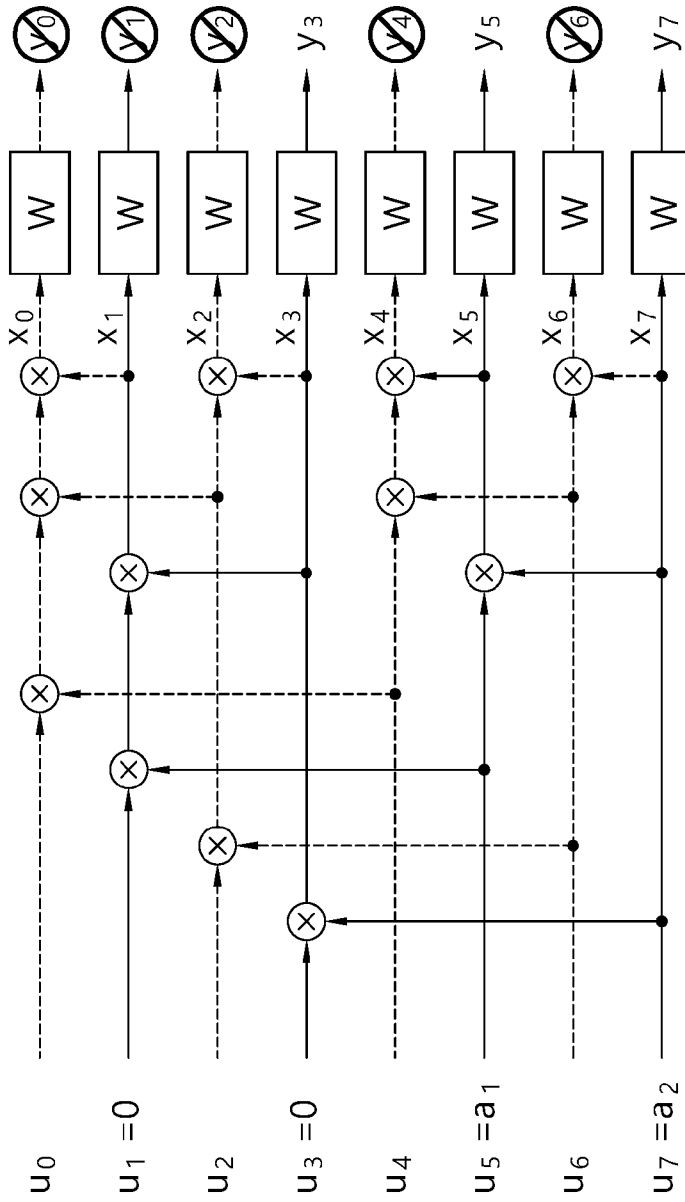 u0 x0 W y0
u1 =0 x1 W y1
u2 x2 W y2
u3 =0 x3 W y3
u4 x4 W y4
u5 =a1 x5 W y5
u6 x6 W y6
u7 =a2 x7 W y7